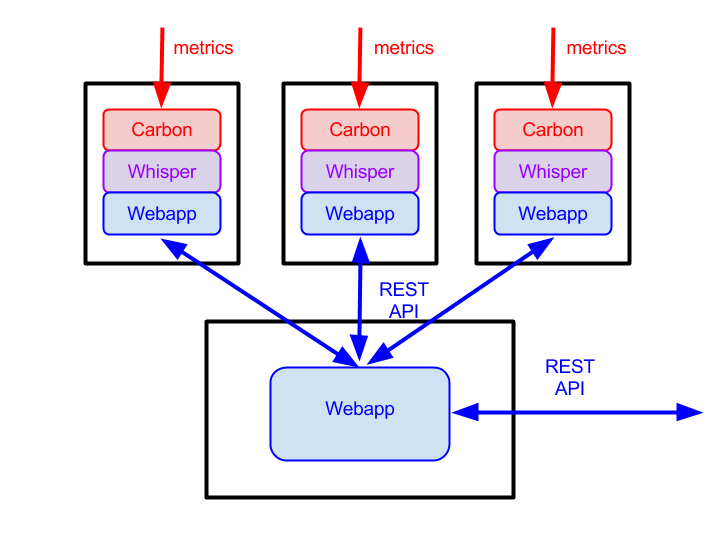 metrics
metrics
metrics
Carbon
Carbon
Carbon
Whisper
Whisper
Whisper
Webapp
Webapp
Webapp
REST
API
REST
API
Webapp